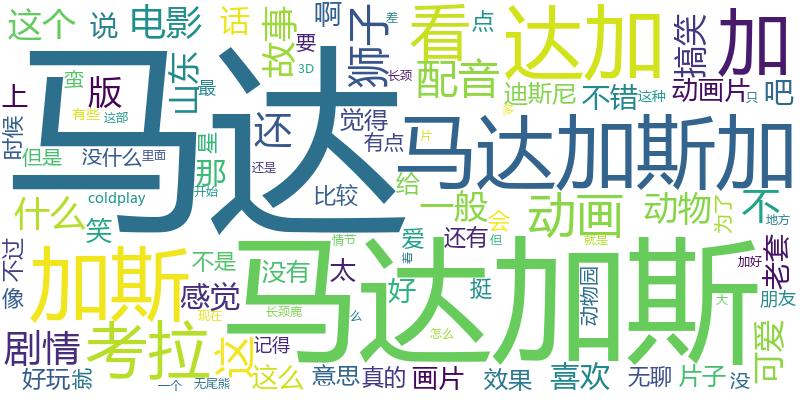 这个
说
电影
话
故事
要
3D
啊
狮子
差
长颈
看
点
配音
达加
搞笑
加
蛮
版
有些
这部
山东
最
星
那
还
还是
觉得
有点
迪斯尼
不错
这种
动画片
只
吧
上
时候
但是
没什么
里面
马达
片
多
马达加斯加
coldplay
开始
比较
给
一般
会
动画
动物
为了
不
地方
什么
笑
不是
没有
太
情节
着
爱
还有
但
就是
加好
老套
不过
像
加斯
感觉
现在
长颈鹿
好
么
挺
怎么
马达加斯
动物园
大
朋友
剧情
考拉
这
记得
可爱
好玩
一个
无尾熊
这么
意思
真的
画片
效果
喜欢
无聊
片子
没